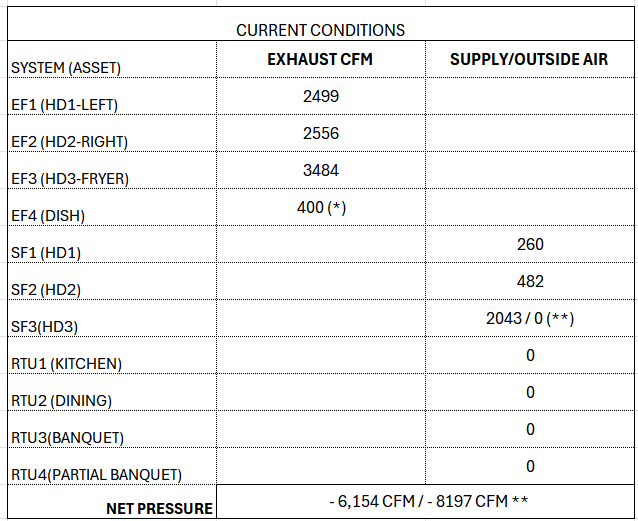 CURRENT CONDITIONS
SYSTEM (ASSET) EXHAUST CFM SUPPLY/OUTSIDE AIR
EF1 (HD1-LEFT) 2499
EF2 (HD2-RIGHT) 2556
EF3 (HD3-FRYER) 3484
EF4 (DISH) 400 (*)
SF1 (HD1) 260
SF2 (HD2) 482
SF3(HD3) 2043 / 0 (**)
RTU1 (KITCHEN) 0
RTU2 (DINING) 0
RTU3(BANQUET) 0
RTU4(PARTIAL BANQUET) 0
NET PRESSURE - 6,154 CFM / - 8197 CFM **